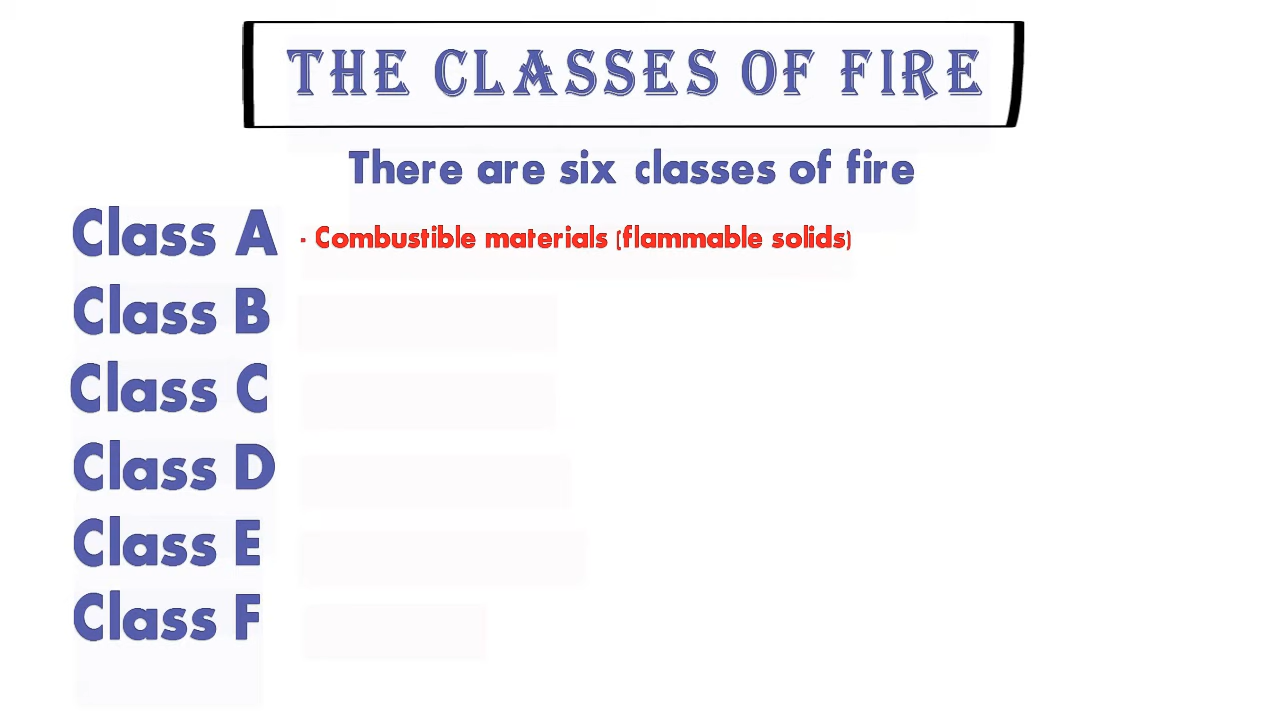 THE CLASSES OF FIRE
There are six classes of fire
Class A · Combustible materials (flammable solids)
Class B
Class C
Class D
Class E
Class F